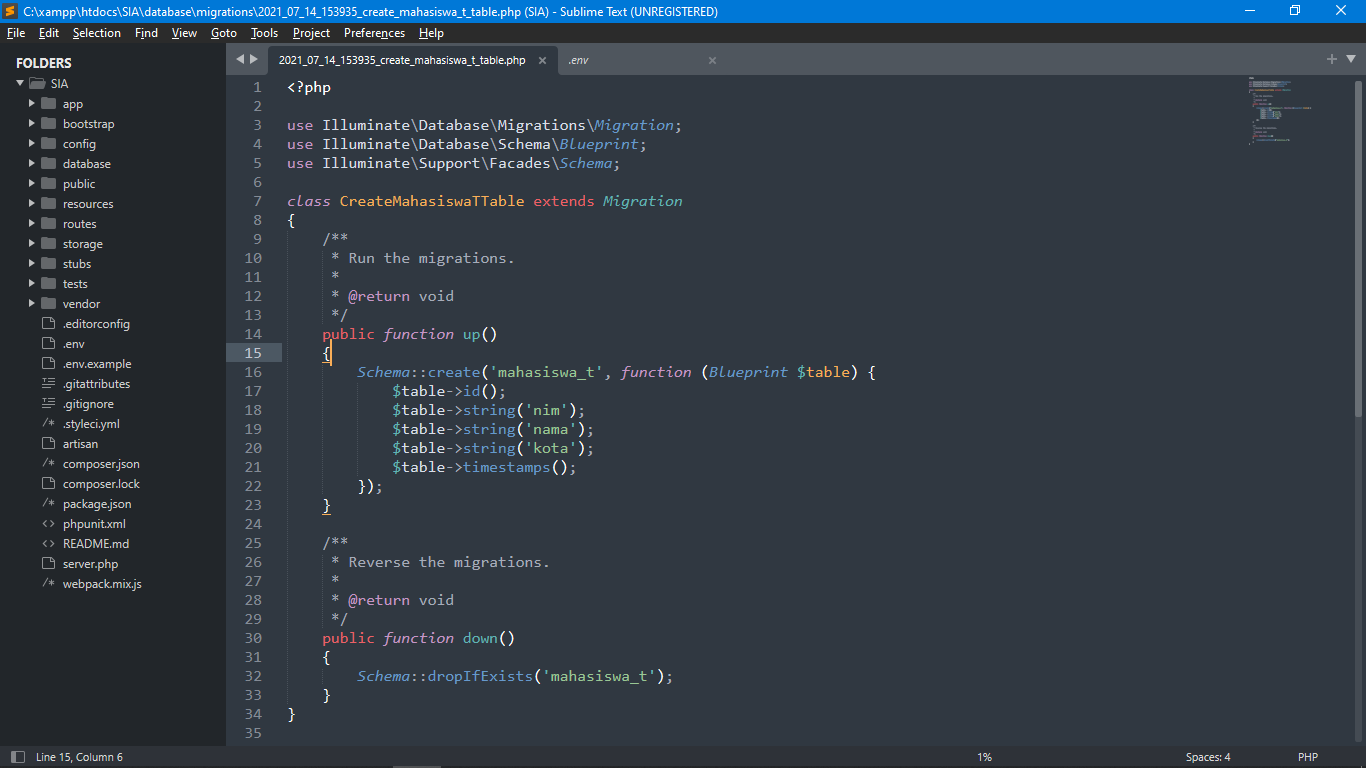 C:\xampp\htdocs\SIA\database\migrations\2021_07_14_153935_create_mahasiswa_t_table.php (SIA) - Sublime Text (UNREGISTERED)
File Edit Selection Find View Goto Tools Project Preferences Help
FOLDERS
SIA
app
bootstrap
config
database
public
resources
routes
storage
stubs
tests
vendor
.editorconfig
.env
.env.example
.gitattributes
.gitignore
/* .styleci.yml
artisan
/* composer.json
composer.lock
/* package.json
<> phpunit.xml
<> README.md
server.php
/* webpack.mix.js
2021_07_14_153935_create_mahasiswa_t_table.php × .env ×
1 <?php
2
3 use Illuminate\Database\Migrations\Migration;
4 use Illuminate\Database\Schema\Blueprint;
5 use Illuminate\Support\Facades\Schema;
6
7 class CreateMahasiswaTTable extends Migration
8 {
9     /**
10      * Run the migrations.
11      *
12      * @return void
13      */
14     public function up()
15     {
16         Schema::create('mahasiswa_t', function (Blueprint $table) {
17             $table->id();
18             $table->string('nim');
19             $table->string('nama');
20             $table->string('kota');
21             $table->timestamps();
22         });
23     }
24
25     /**
26      * Reverse the migrations.
27      *
28      * @return void
29      */
30     public function down()
31     {
32         Schema::dropIfExists('mahasiswa_t');
33     }
34 }
35
Line 15, Column 6 1% Spaces: 4 PHP